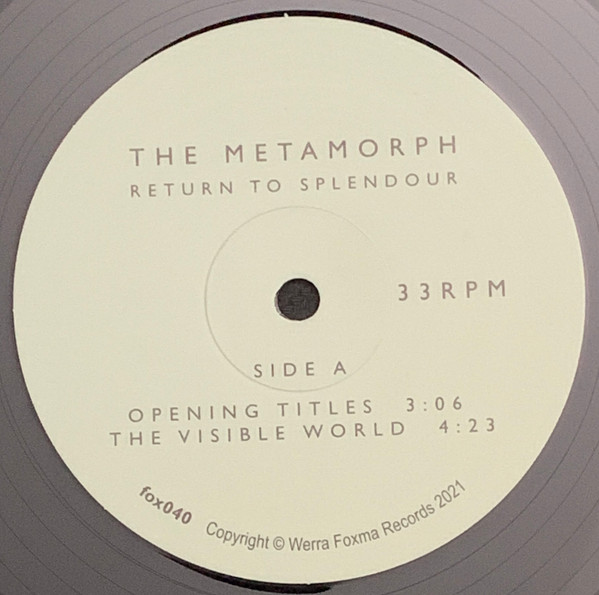 THE METAMORPH
RETURN TO SPLENDOUR
33RPM
SIDE A
OPENING TITLES 3:06
THE VISIBLE WORLD 4:23
fox040
Copyright © Werra Foxma Records 2021